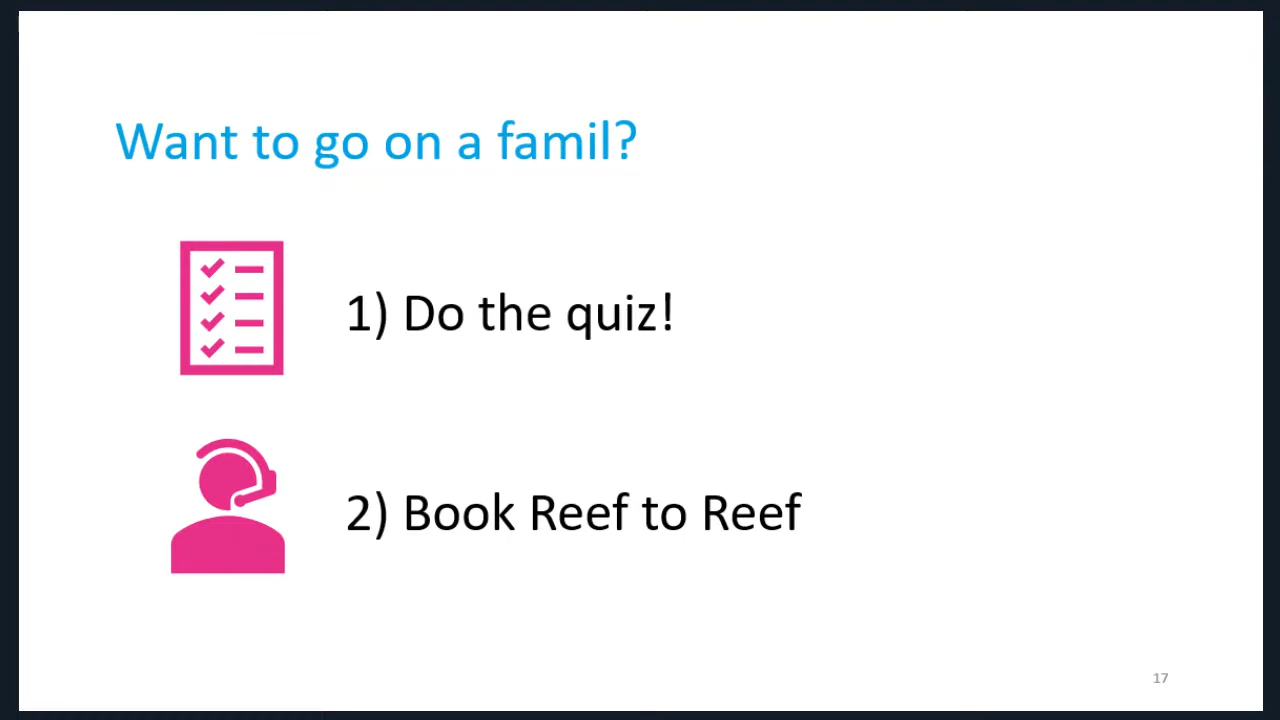 Want to go on a famil?
1) Do the quiz!
2) Book Reef to Reef
17